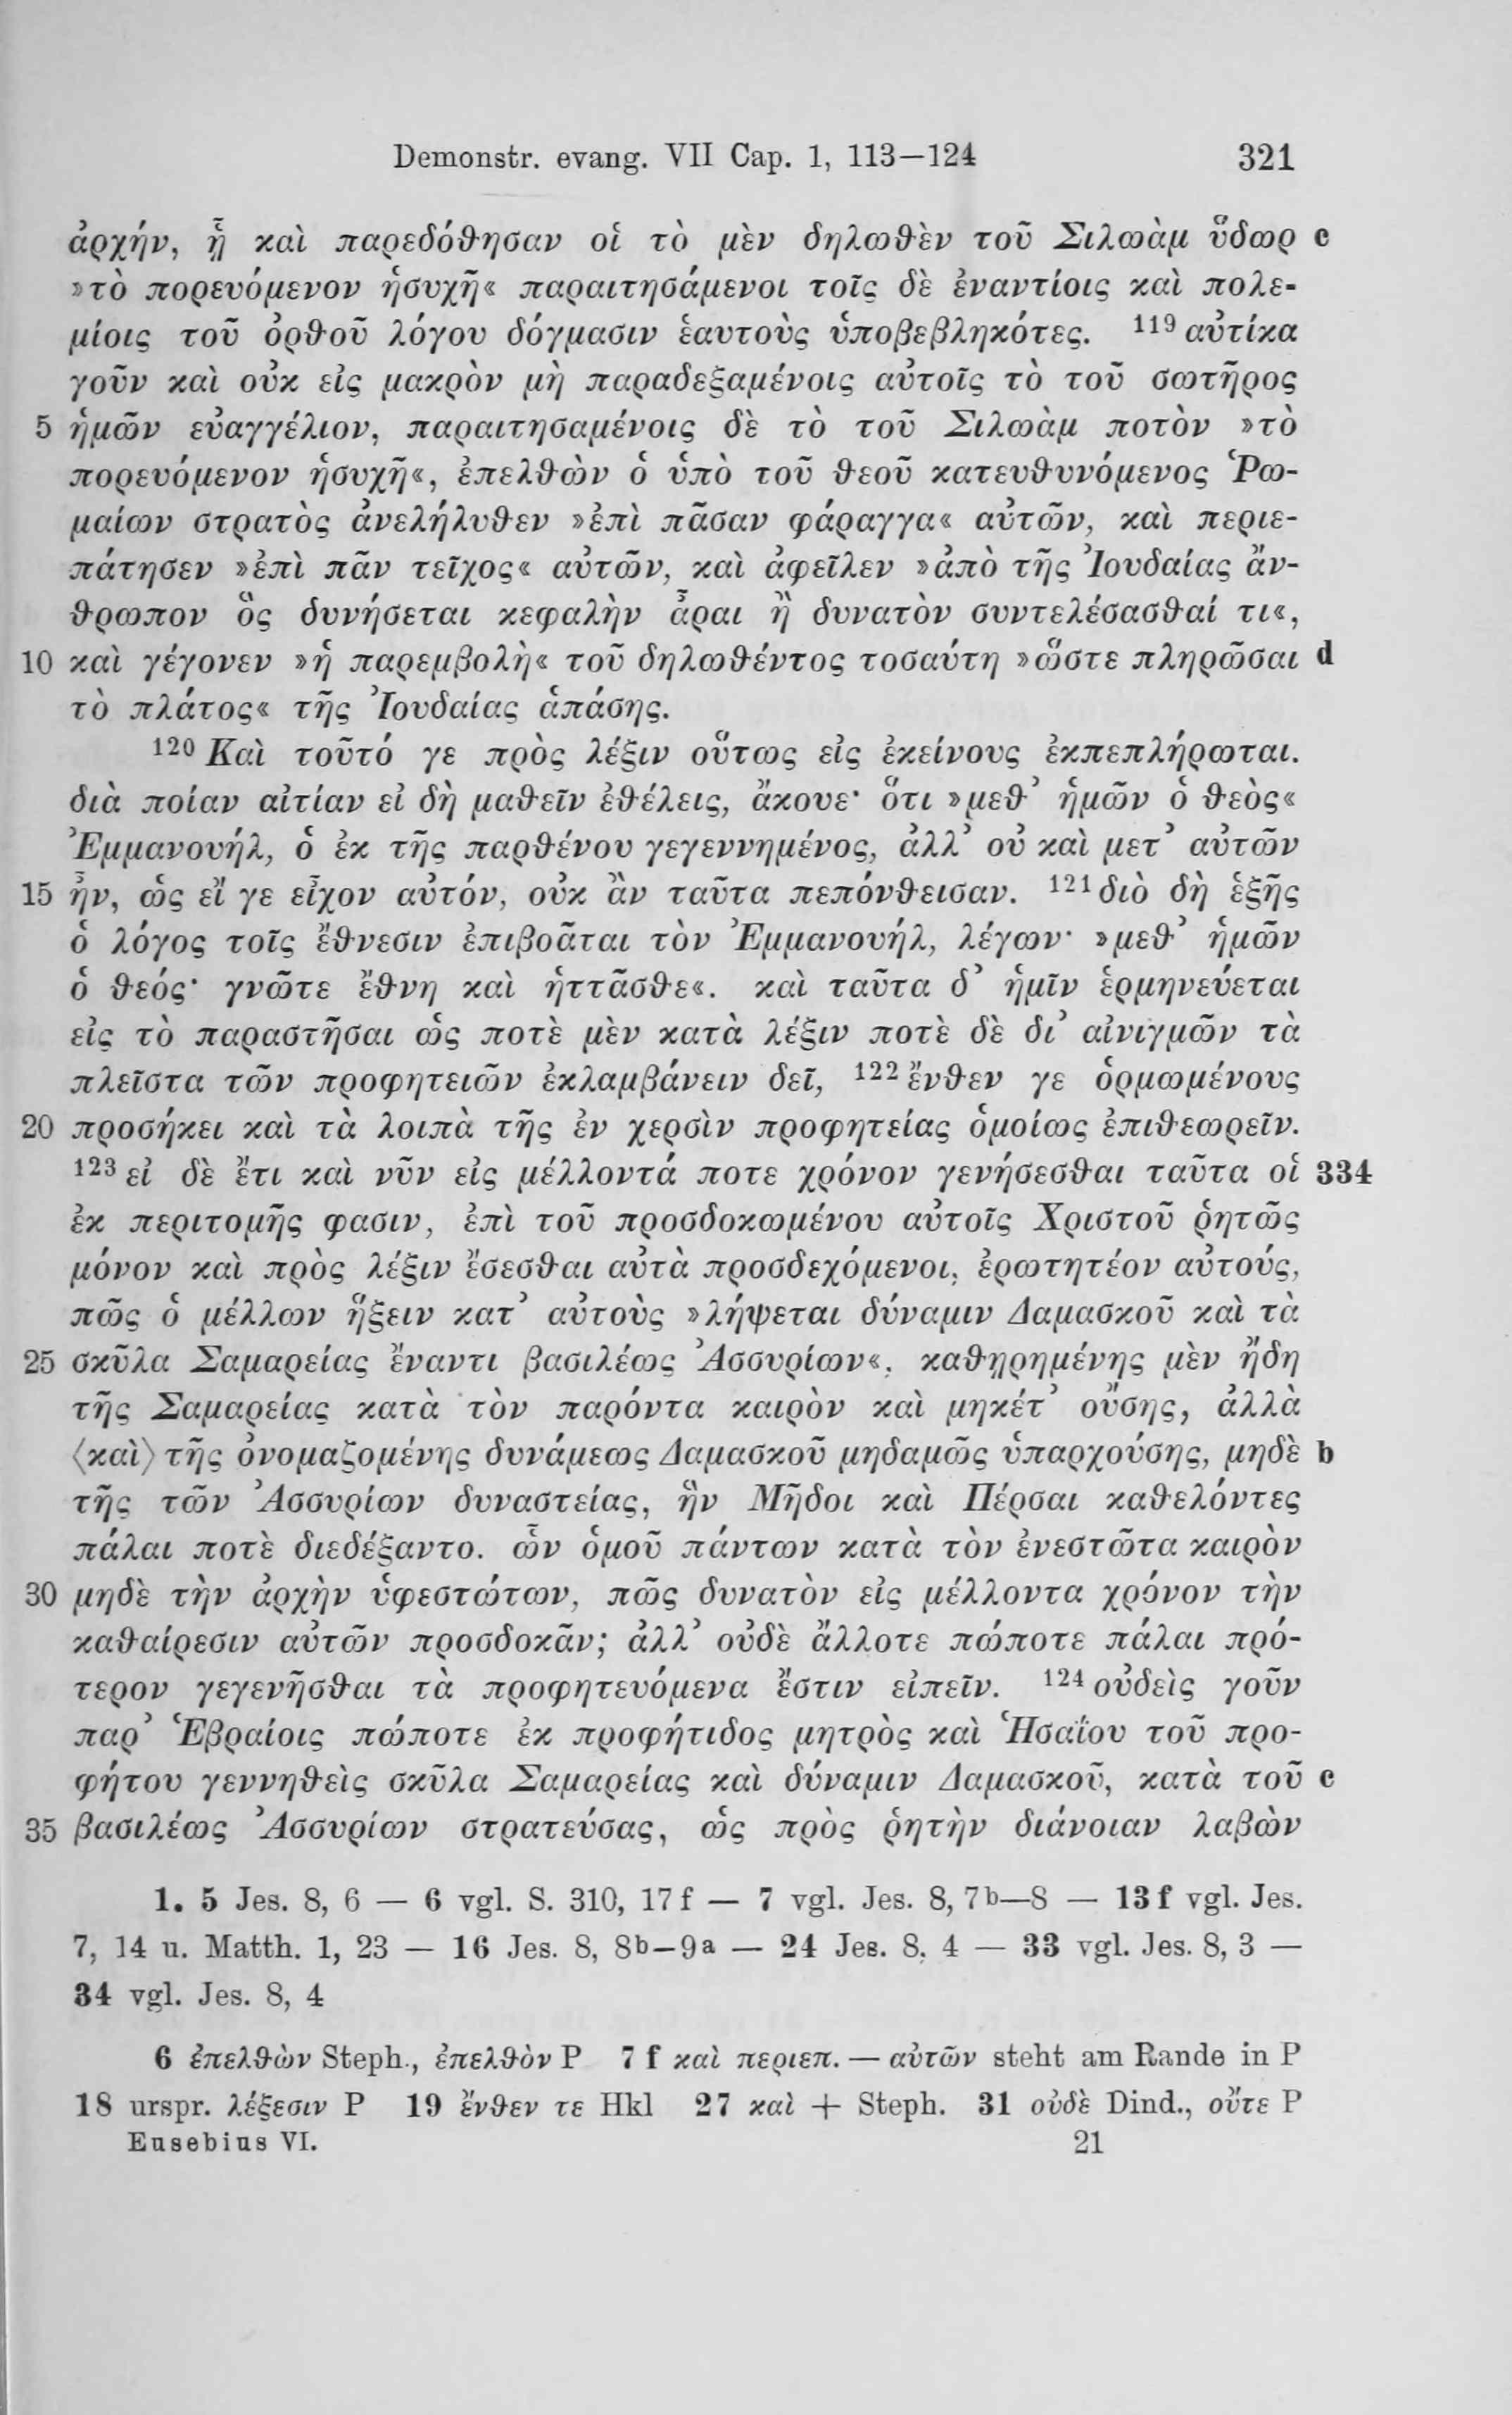 Demonstr. evang. VII Cap. 1, 113—124 321
ἀρχήν, ᾗ καὶ παρεδόθησαν οἱ τὸ μὲν δηλωθὲν τοῦ Σιλωὰμ ὕδωρ c
»τὸ πορευόμενον ἡσυχῆ« παραιτησάμενοι τοῖς δὲ ἐναντίοις καὶ πολε-
μίοις τοῦ ὀρθοῦ λόγου δόγμασιν ἑαυτοὺς ὑποβεβληκότες. 119 αὐτίκα
γοῦν καὶ οὐκ εἰς μακρὸν μὴ παραδεξαμένοις αὐτοῖς τὸ τοῦ σωτῆρος
5 ἡμῶν εὐαγγέλιον, παραιτησαμένοις δὲ τὸ τοῦ Σιλωὰμ ποτὸν »τὸ
πορευόμενον ἡσυχῆ«, ἐπελθὼν ὁ ὑπὸ τοῦ θεοῦ κατευθυνόμενος Ῥω-
μαίων στρατὸς ἀνελήλυθεν »ἐπὶ πᾶσαν φάραγγα« αὐτῶν, καὶ περιε-
πάτησεν »ἐπὶ πᾶν τεῖχος« αὐτῶν, καὶ ἀφεῖλεν »ἀπὸ τῆς Ἰουδαίας ἄν-
θρωπον ὃς δυνήσεται κεφαλὴν ἆραι ἢ δυνατὸν συντελέσασθαί τι«,
10 καὶ γέγονεν »ἡ παρεμβολὴ« τοῦ δηλωθέντος τοσαύτη »ὥστε πληρῶσαι d
τὸ πλάτος« τῆς Ἰουδαίας ἁπάσης.
120 Καὶ τοῦτό γε πρὸς λέξιν οὕτως εἰς ἐκείνους ἐκπεπλήρωται.
διὰ ποίαν αἰτίαν εἰ δὴ μαθεῖν ἐθέλεις, ἄκουε· ὅτι »μεθ’ ἡμῶν ὁ θεὸς«
Ἐμμανουήλ, ὁ ἐκ τῆς παρθένου γεγεννημένος, ἀλλ’ οὐ καὶ μετ’ αὐτῶν
15 ἦν, ὡς εἴ γε εἶχον αὐτόν, οὐκ ἂν ταῦτα πεπόνθεισαν. 121 διὸ δὴ ἑξῆς
ὁ λόγος τοῖς ἔθνεσιν ἐπιβοᾶται τὸν Ἐμμανουήλ, λέγων· »μεθ’ ἡμῶν
ὁ θεός· γνῶτε ἔθνη καὶ ἡττᾶσθε«. καὶ ταῦτα δ’ ἡμῖν ἑρμηνεύεται
εἰς τὸ παραστῆσαι ὡς ποτὲ μὲν κατὰ λέξιν ποτὲ δὲ δι’ αἰνιγμῶν τὰ
πλεῖστα τῶν προφητειῶν ἐκλαμβάνειν δεῖ, 122 ἔνθεν γε ὁρμωμένους
20 προσήκει καὶ τὰ λοιπὰ τῆς ἐν χερσὶν προφητείας ὁμοίως ἐπιθεωρεῖν.
123 εἰ δὲ ἔτι καὶ νῦν εἰς μέλλοντά ποτε χρόνον γενήσεσθαι ταῦτα οἱ 334
ἐκ περιτομῆς φασιν, ἐπὶ τοῦ προσδοκωμένου αὐτοῖς Χριστοῦ ῥητῶς
μόνον καὶ πρὸς λέξιν ἔσεσθαι αὐτὰ προσδεχόμενοι, ἐρωτητέον αὐτούς,
πῶς ὁ μέλλων ἥξειν κατ’ αὐτοὺς »λήψεται δύναμιν Δαμασκοῦ καὶ τὰ
25 σκῦλα Σαμαρείας ἔναντι βασιλέως Ἀσσυρίων«, καθῃρημένης μὲν ἤδη
τῆς Σαμαρείας κατὰ τὸν παρόντα καιρὸν καὶ μηκέτ’ οὔσης, ἀλλὰ
⟨καὶ⟩ τῆς ὀνομαζομένης δυνάμεως Δαμασκοῦ μηδαμῶς ὑπαρχούσης, μηδὲ b
τῆς τῶν Ἀσσυρίων δυναστείας, ἣν Μῆδοι καὶ Πέρσαι καθελόντες
πάλαι ποτὲ διεδέξαντο. ὧν ὁμοῦ πάντων κατὰ τὸν ἐνεστῶτα καιρὸν
30 μηδὲ τὴν ἀρχὴν ὑφεστώτων, πῶς δυνατὸν εἰς μέλλοντα χρόνον τὴν
καθαίρεσιν αὐτῶν προσδοκᾶν; ἀλλ’ οὐδὲ ἄλλοτε πώποτε πάλαι πρό-
τερον γεγενῆσθαι τὰ προφητευόμενα ἔστιν εἰπεῖν. 124 οὐδεὶς γοῦν
παρ’ Ἑβραίοις πώποτε ἐκ προφήτιδος μητρὸς καὶ Ἡσαΐου τοῦ προ-
φήτου γεννηθεὶς σκῦλα Σαμαρείας καὶ δύναμιν Δαμασκοῦ, κατὰ τοῦ c
35 βασιλέως Ἀσσυρίων στρατεύσας, ὡς πρὸς ῥητὴν διάνοιαν λαβὼν
1. 5 Jes. 8, 6 — 6 vgl. S. 310, 17 f — 7 vgl. Jes. 8, 7b—8 — 13 f vgl. Jes.
7, 14 u. Matth. 1, 23 — 16 Jes. 8, 8b—9a — 24 Jes. 8, 4 — 33 vgl. Jes. 8, 3 —
34 vgl. Jes. 8, 4
6 ἐπελθὼν Steph., ἐπελθὸν P 7 f καὶ περιεπ. — αὐτῶν steht am Rande in P
18 urspr. λέξεσιν P 19 ἔνθεν τε Hkl 27 καὶ + Steph. 31 οὐδὲ Dind., οὔτε P
Eusebius VI. 21